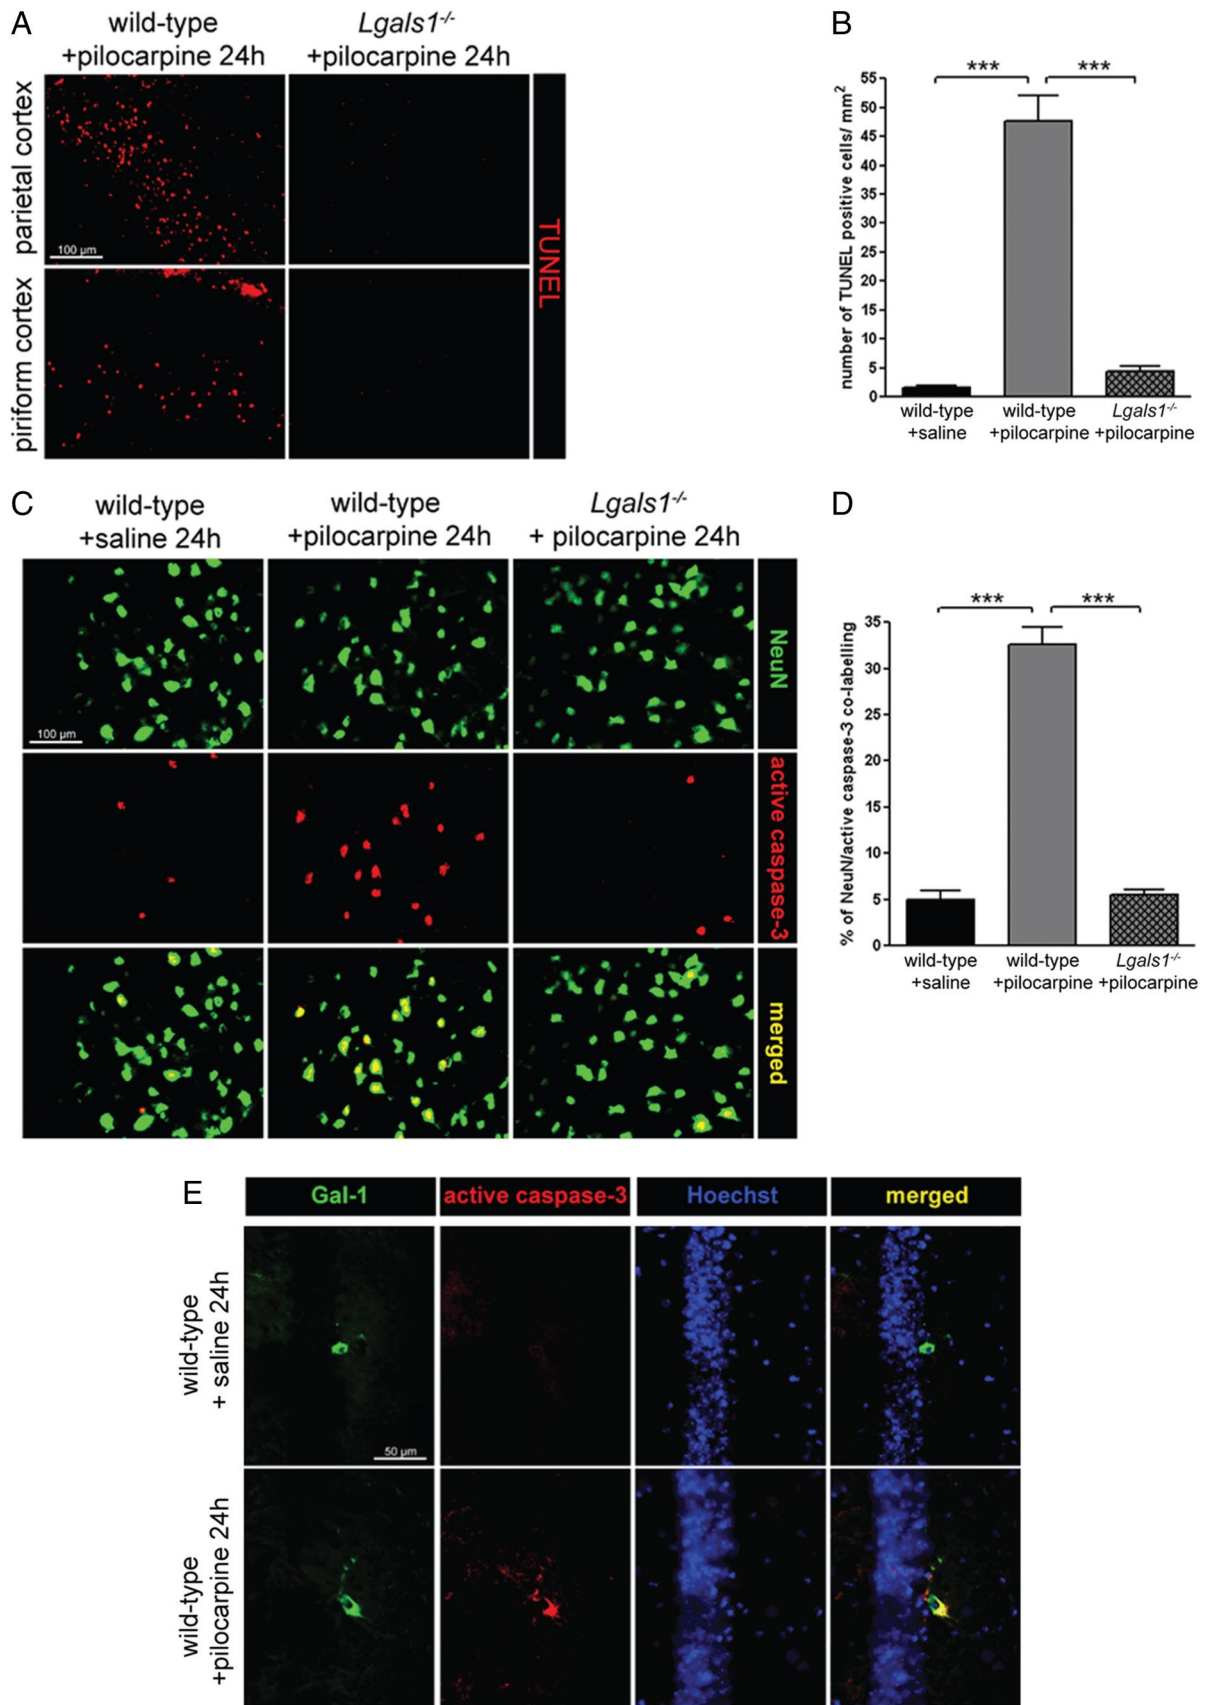 A
wild-type
+pilocarpine 24h
Lgals1-/-
+pilocarpine 24h
parietal cortex
100 µm
piriform cortex
TUNEL
B
number of TUNEL positive cells/ mm2
55
50
45
40
35
30
25
20
15
10
5
0
***
***
wild-type
+saline
wild-type
+pilocarpine
Lgals1-/-
+pilocarpine
C
wild-type
+saline 24h
wild-type
+pilocarpine 24h
Lgals1-/-
+ pilocarpine 24h
100 µm
NeuN
active caspase-3
merged
D
% of NeuN/active caspase-3 co-labelling
35
30
25
20
15
10
5
0
***
***
wild-type
+saline
wild-type
+pilocarpine
Lgals1-/-
+pilocarpine
E
Gal-1
active caspase-3
Hoechst
merged
wild-type
+ saline 24h
50 µm
wild-type
+pilocarpine 24h